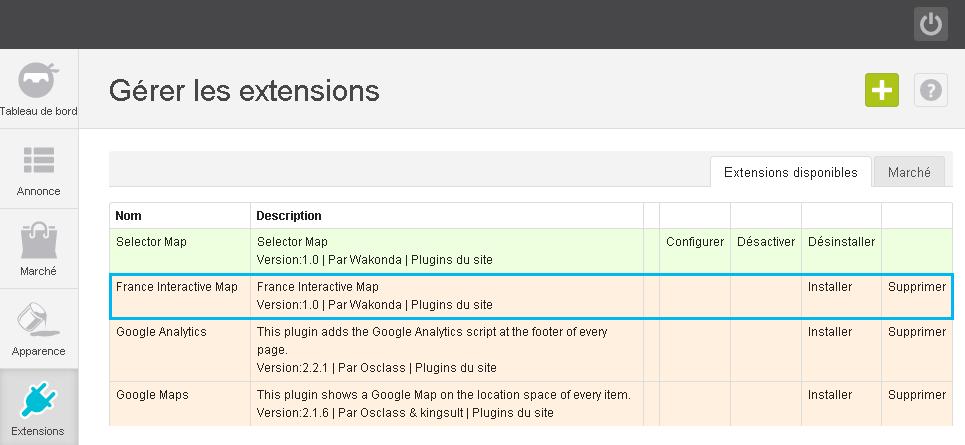 Tableau de bord
Annonce
Marché
Apparence
Extensions
Gérer les extensions
?
Extensions disponibles Marché
Nom Description
Selector Map Selector Map Configurer Désactiver Désinstaller
Version:1.0 | Par Wakonda | Plugins du site
France Interactive Map France Interactive Map Installer Supprimer
Version:1.0 | Par Wakonda | Plugins du site
Google Analytics This plugin adds the Google Analytics script at the footer of every Installer Supprimer
page.
Version:2.2.1 | Par Osclass | Plugins du site
Google Maps This plugin shows a Google Map on the location space of every item. Installer Supprimer
Version:2.1.6 | Par Osclass & kingsult | Plugins du site